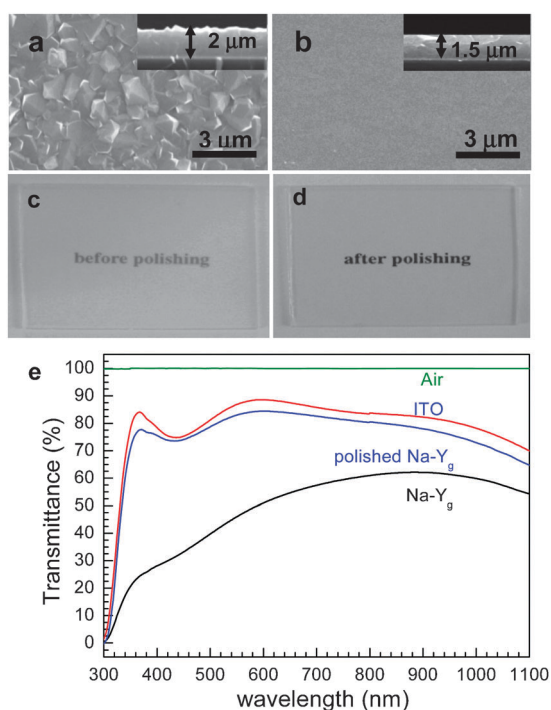 a
2 μm
3 μm
b
1.5 μm
3 μm
c
before polishing
d
after polishing
e
100
90
80
70
60
50
40
30
20
10
0
Transmittance (%)
Air
ITO
polished Na-Yg
Na-Yg
300 400 500 600 700 800 900 1000 1100
wavelength (nm)